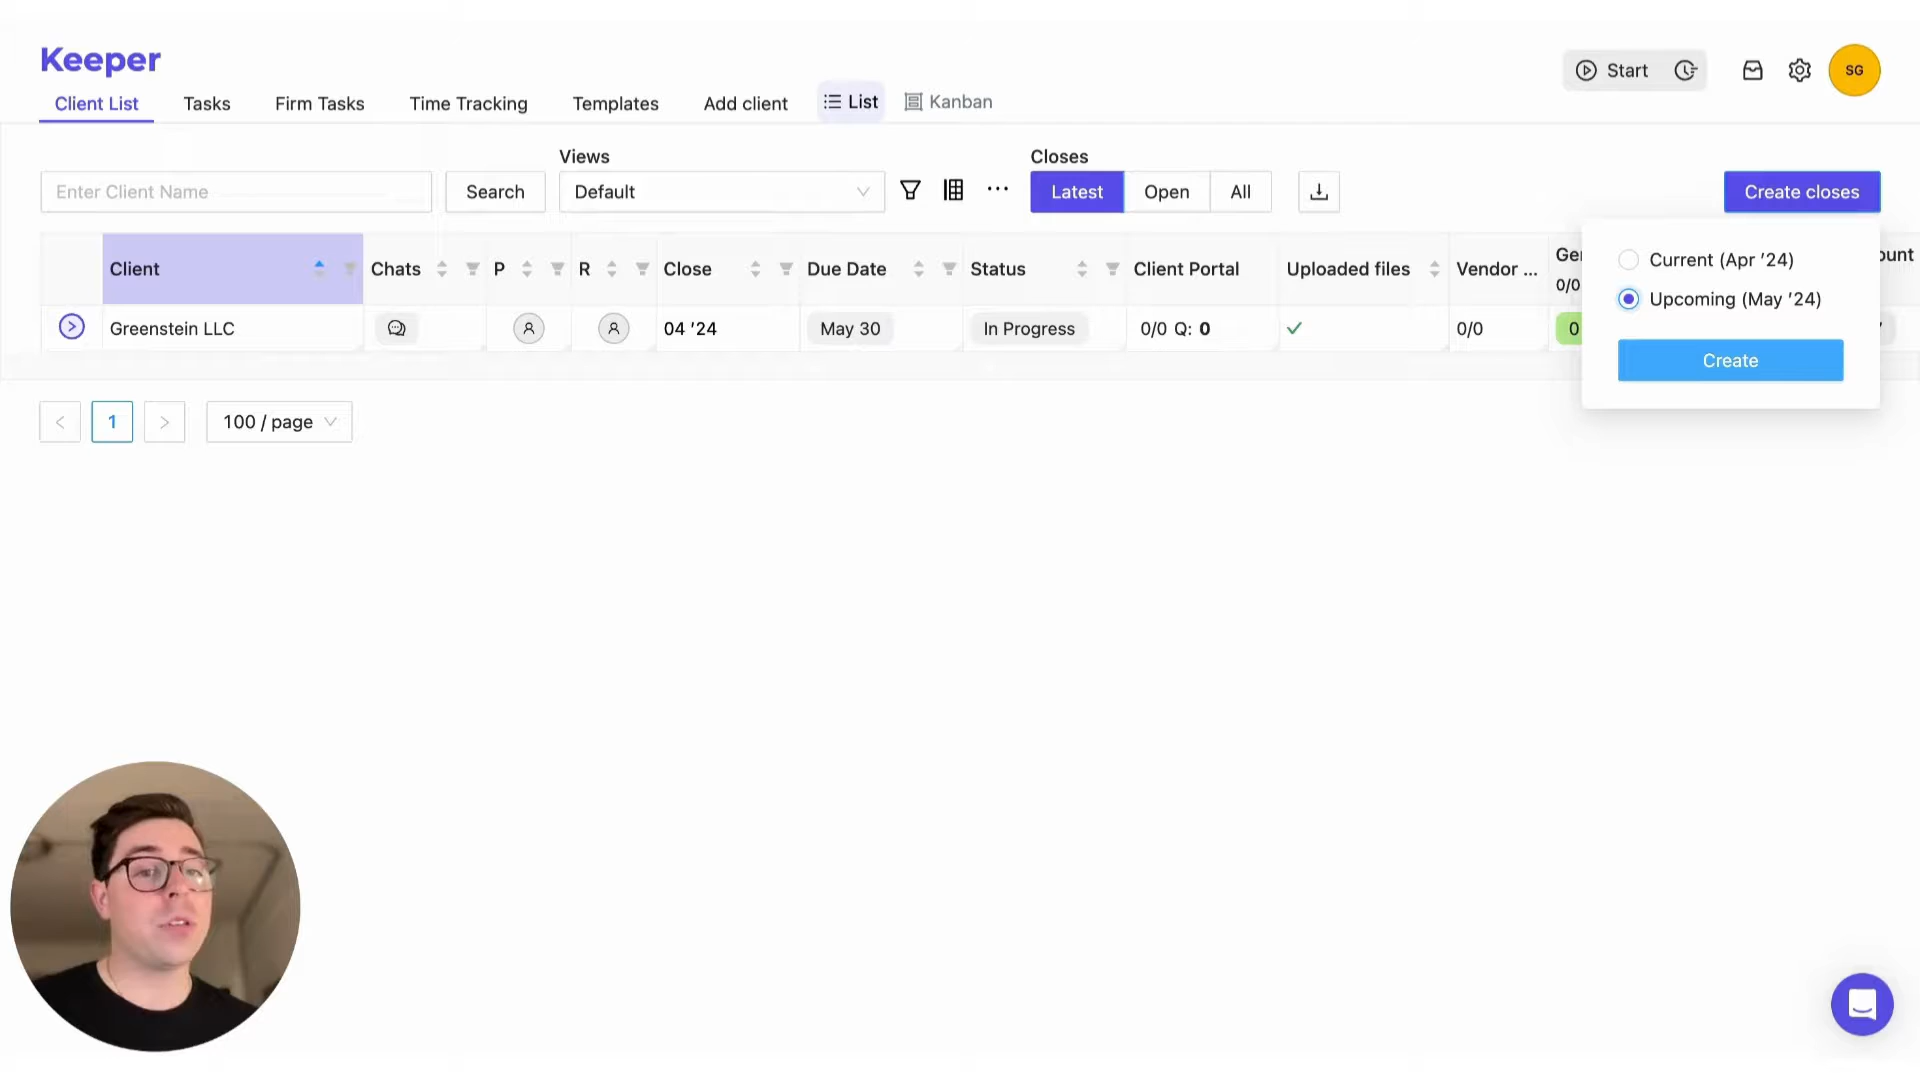 Keeper
Start
SG
Client List
Tasks
Firm Tasks
Time Tracking
Templates
Add client
List
Kanban
Views
Closes
Enter Client Name
Search
Default
Latest
Open
All
Create closes
Client
Chats
P
R
Close
Due Date
Status
Client Portal
Uploaded files
Vendor ...
0/0
Current (Apr ’24)
Upcoming (May ’24)
Create
Greenstein LLC
04 ’24
May 30
In Progress
0/0 Q: 0
0/0
0
1
100 / page